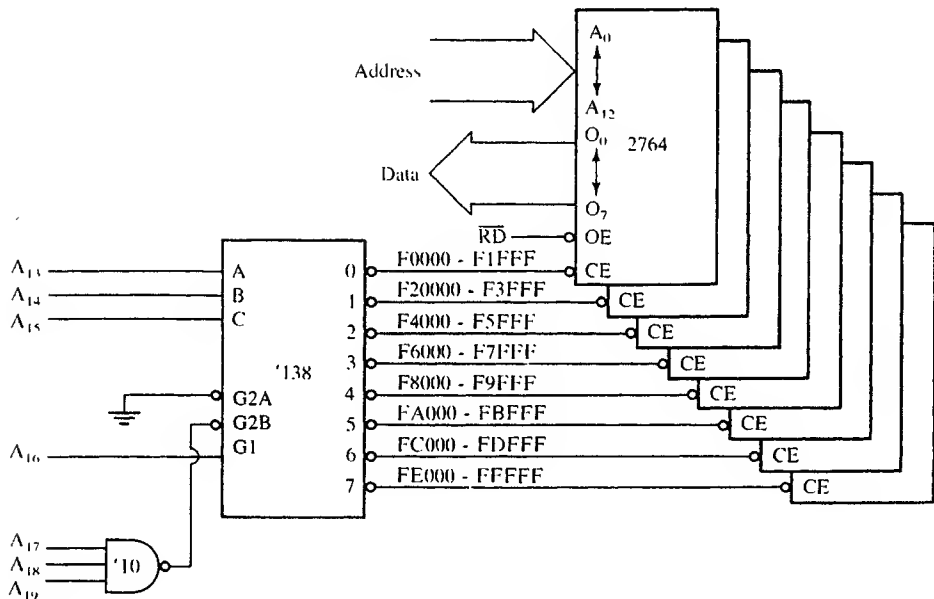 A₀
Address
A₁₂
O₀
2764
Data
O₇
RD
OE
F0000 - F1FFF
CE
A₁₃
A
0
F20000 - F3FFF
CE
A₁₄
B
1
F4000 - F5FFF
CE
A₁₅
C
2
F6000 - F7FFF
CE
'138
3
F8000 - F9FFF
CE
G2A
4
FA000 - FBFFF
CE
G2B
5
FC000 - FDFFF
CE
A₁₆
G1
6
FE000 - FFFFF
CE
7
A₁₇
A₁₈
'10
A₁₉